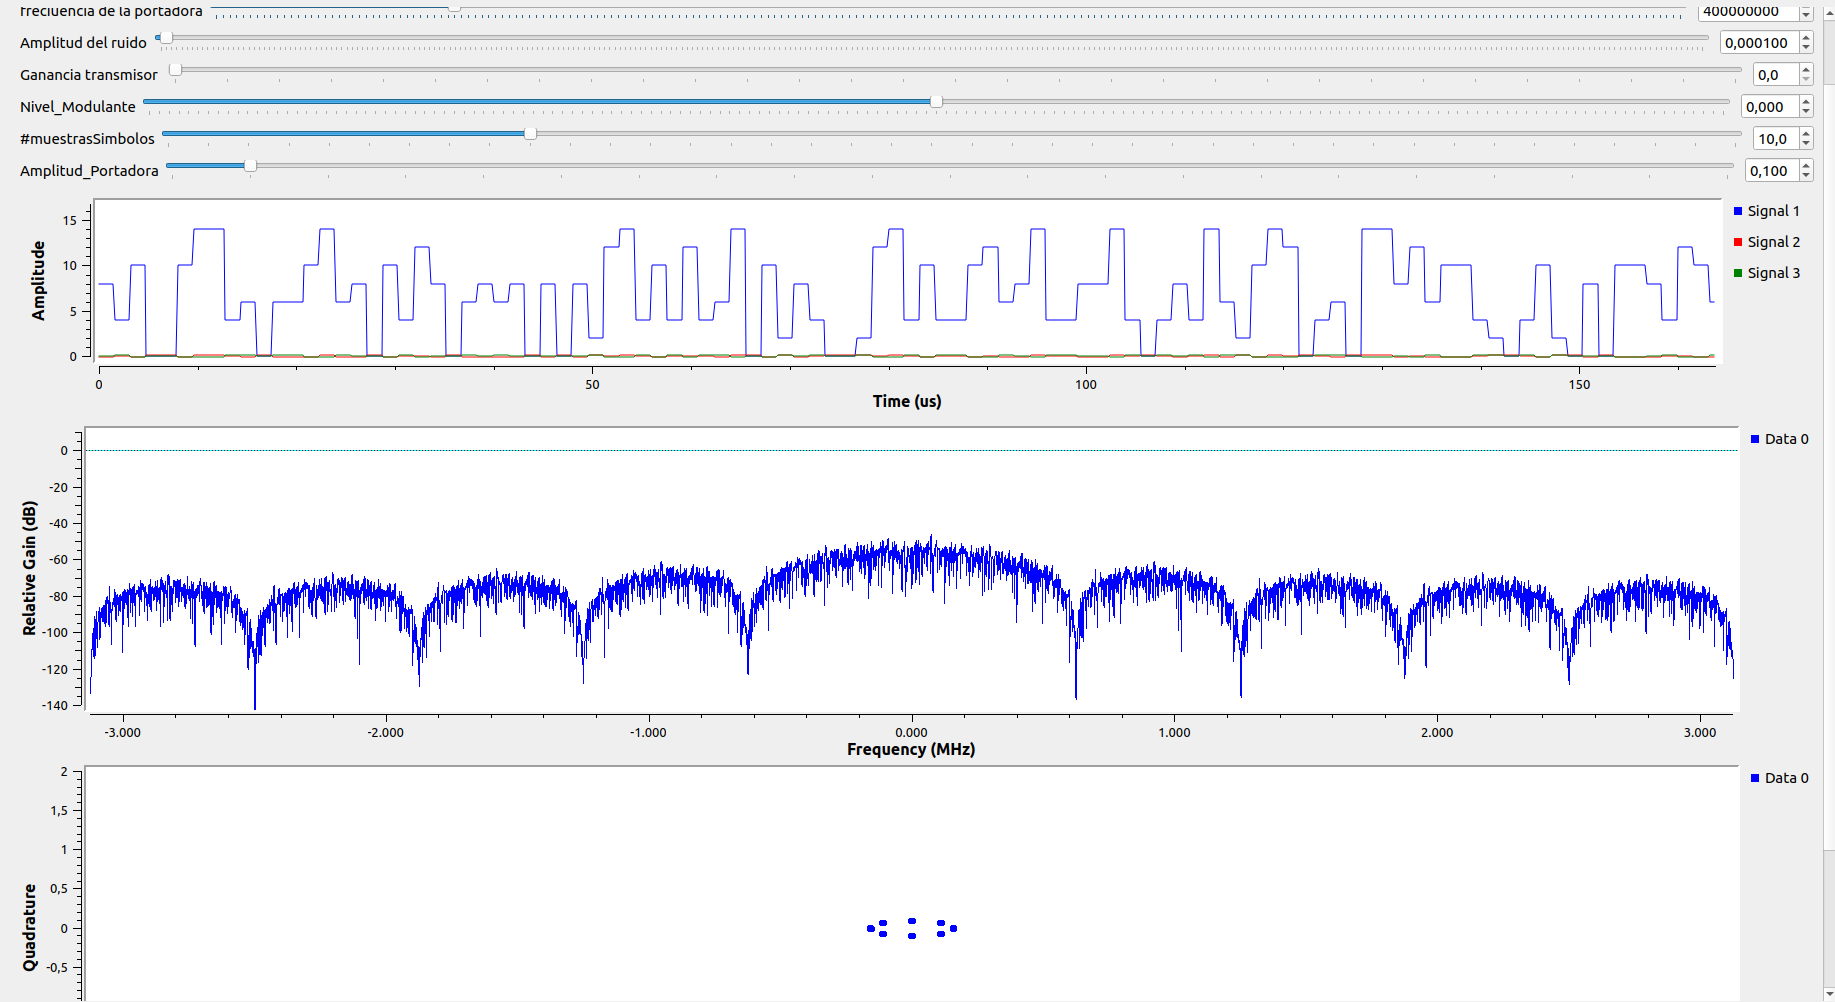 frecuencia de la portadora 400000000
Amplitud del ruido 0,000100
Ganancia transmisor 0,0
Nivel_Modulante 0,000
#muestrasSimbolos 10,0
Amplitud_Portadora 0,100
Amplitude
15
10
5
0
0 50 100 150
Time (us)
Signal 1
Signal 2
Signal 3
Relative Gain (dB)
0
-20
-40
-60
-80
-100
-120
-140
-3.000 -2.000 -1.000 0.000 1.000 2.000 3.000
Frequency (MHz)
Data 0
Quadrature
2
1,5
1
0,5
0
-0,5
Data 0